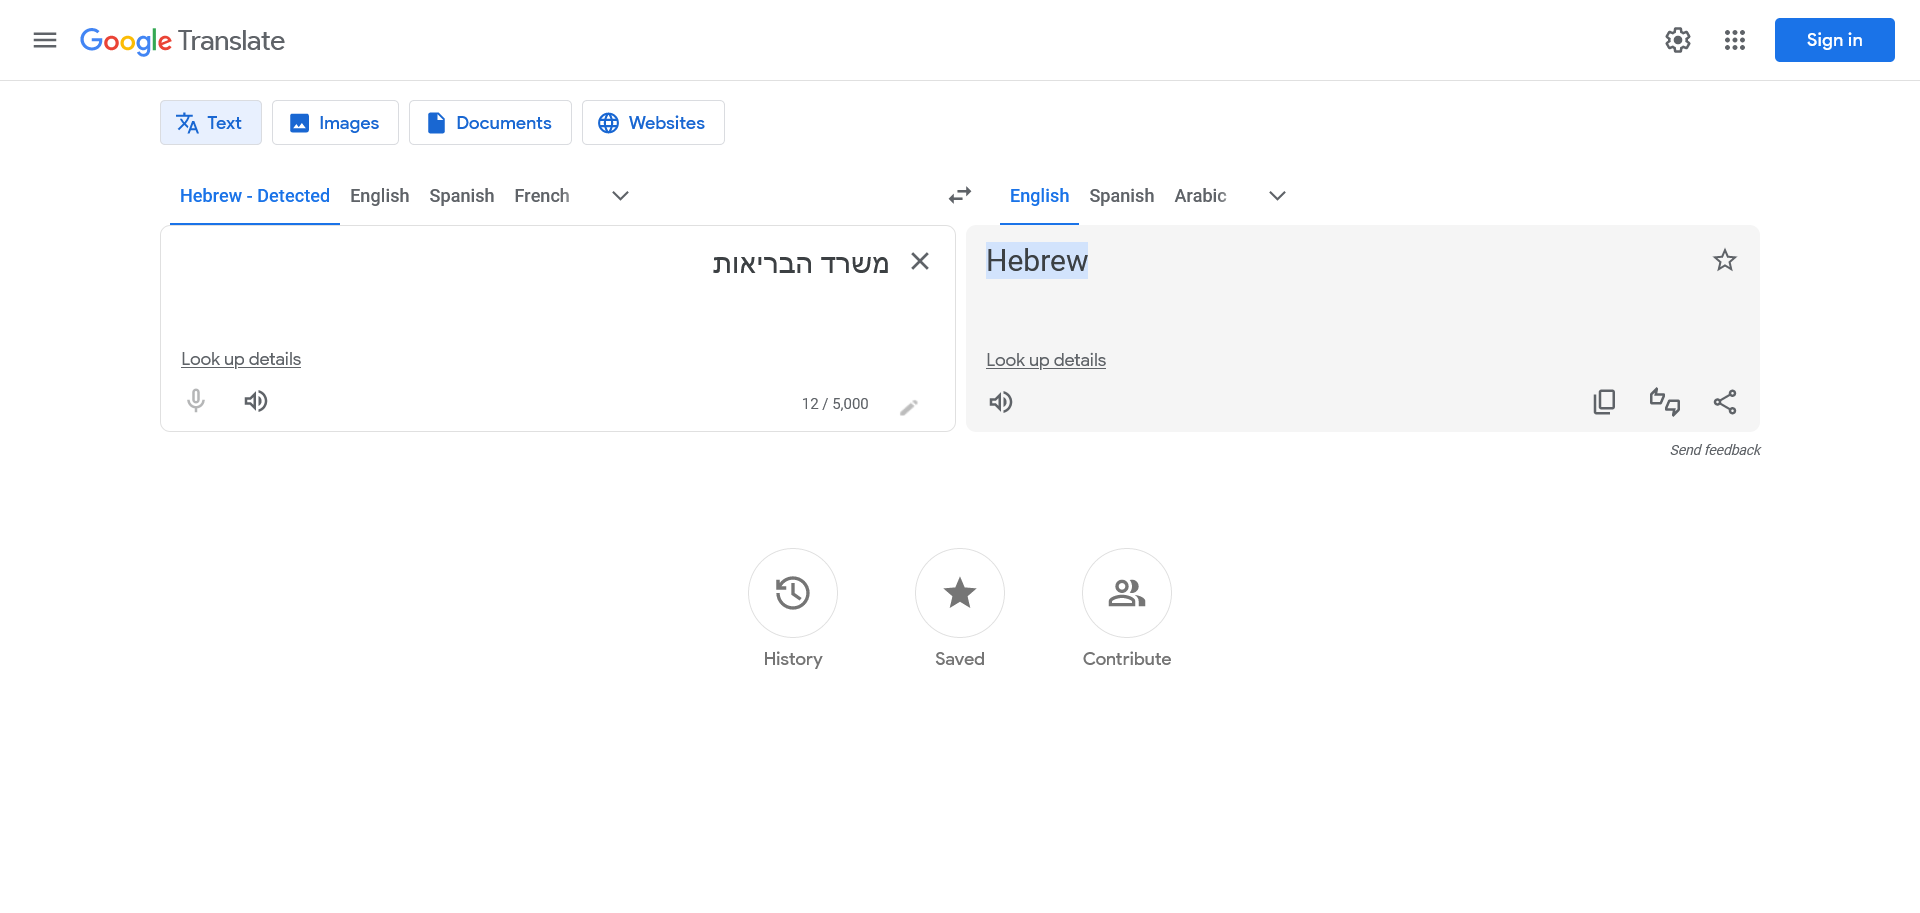 Google Translate
Sign in
Text
Images
Documents
Websites
Hebrew - Detected
English
Spanish
French
English
Spanish
Arabic
משרד הבריאות
Look up details
12 / 5,000
Hebrew
Look up details
Send feedback
History
Saved
Contribute